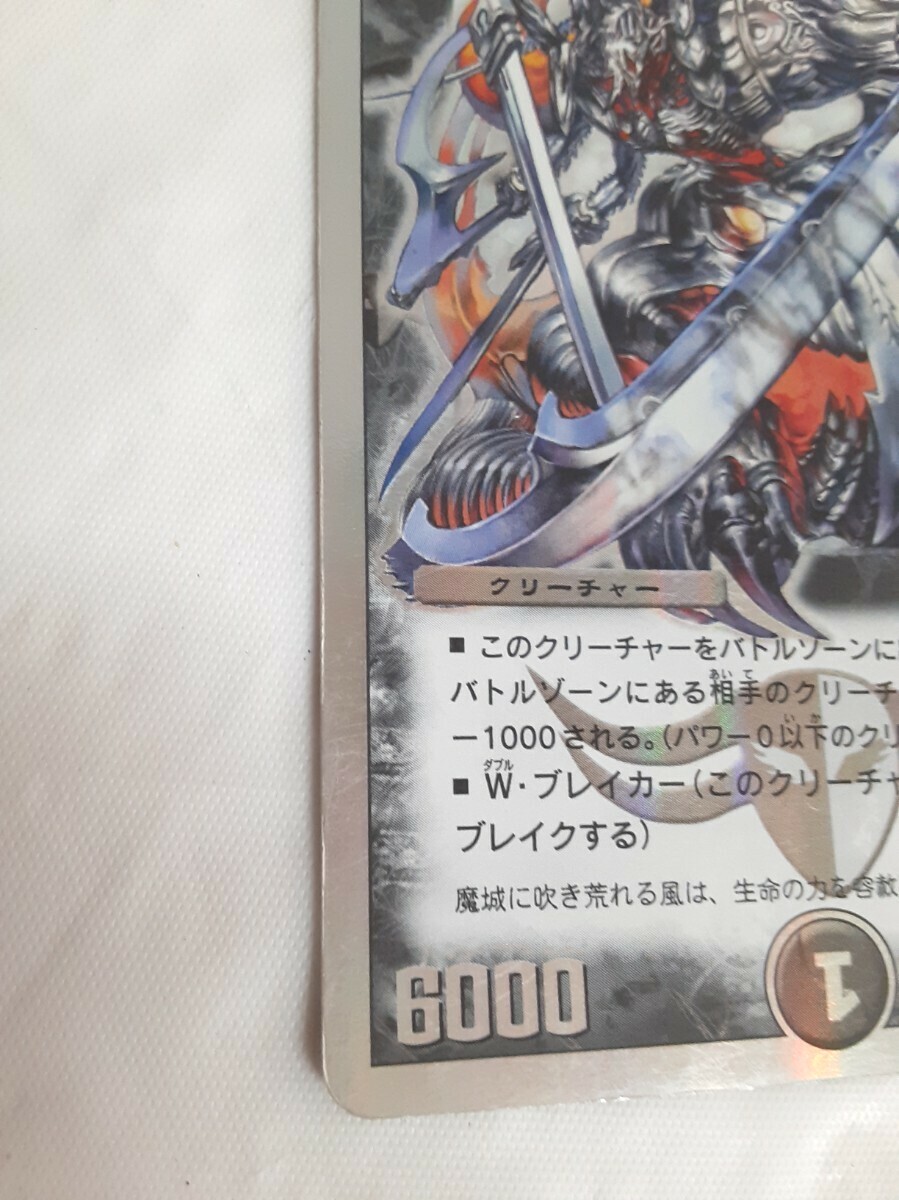 クリーチャー
■ このクリーチャーをバトルゾーンに
バトルゾーンにある相手のクリーチ
ー1000される。(パワー0以下のクリ
■ W・ブレイカー(このクリーチャ
ブレイクする)
魔城に吹き荒れる風は、生命の力を容赦
6000
1